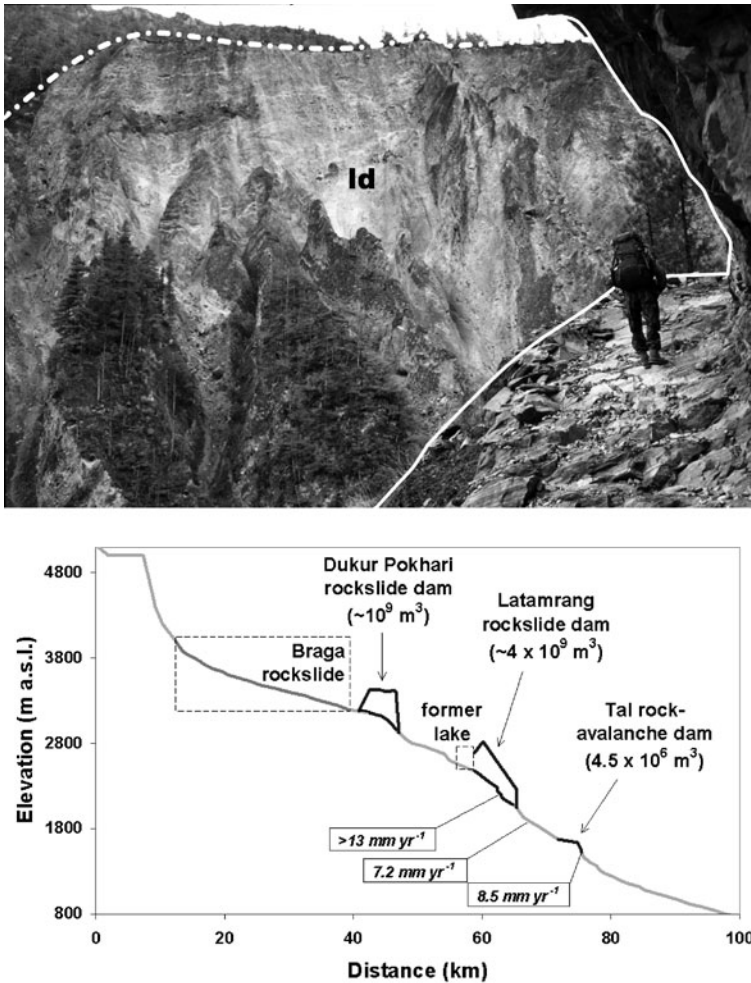 ld
4800
3800
2800
1800
800
Elevation (m a.s.l.)
Dukur Pokhari
rockslide dam
(~10⁹ m³)
Latamrang
rockslide dam
(~4 x 10⁹ m³)
Braga
rockslide
former
lake
Tal rock-
avalanche dam
(4.5 x 10⁶ m³)
>13 mm yr⁻¹
7.2 mm yr⁻¹
8.5 mm yr⁻¹
0
20
40
60
80
100
Distance (km)